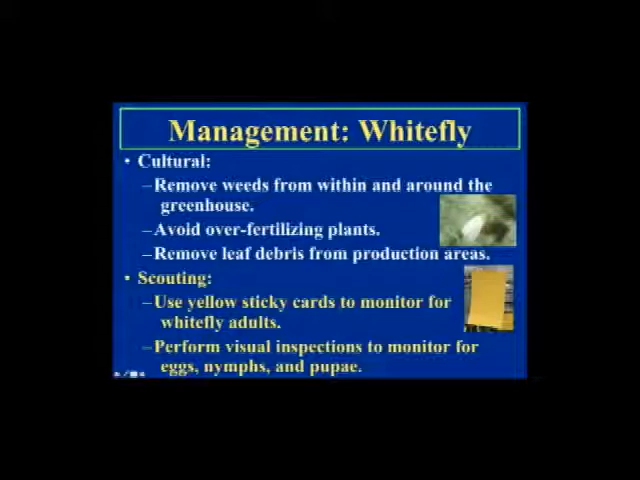 Management: Whitefly
• Cultural:
–Remove weeds from within and around the
greenhouse.
–Avoid over-fertilizing plants.
–Remove leaf debris from production areas.
• Scouting:
–Use yellow sticky cards to monitor for
whitefly adults.
–Perform visual inspections to monitor for
eggs, nymphs, and pupae.